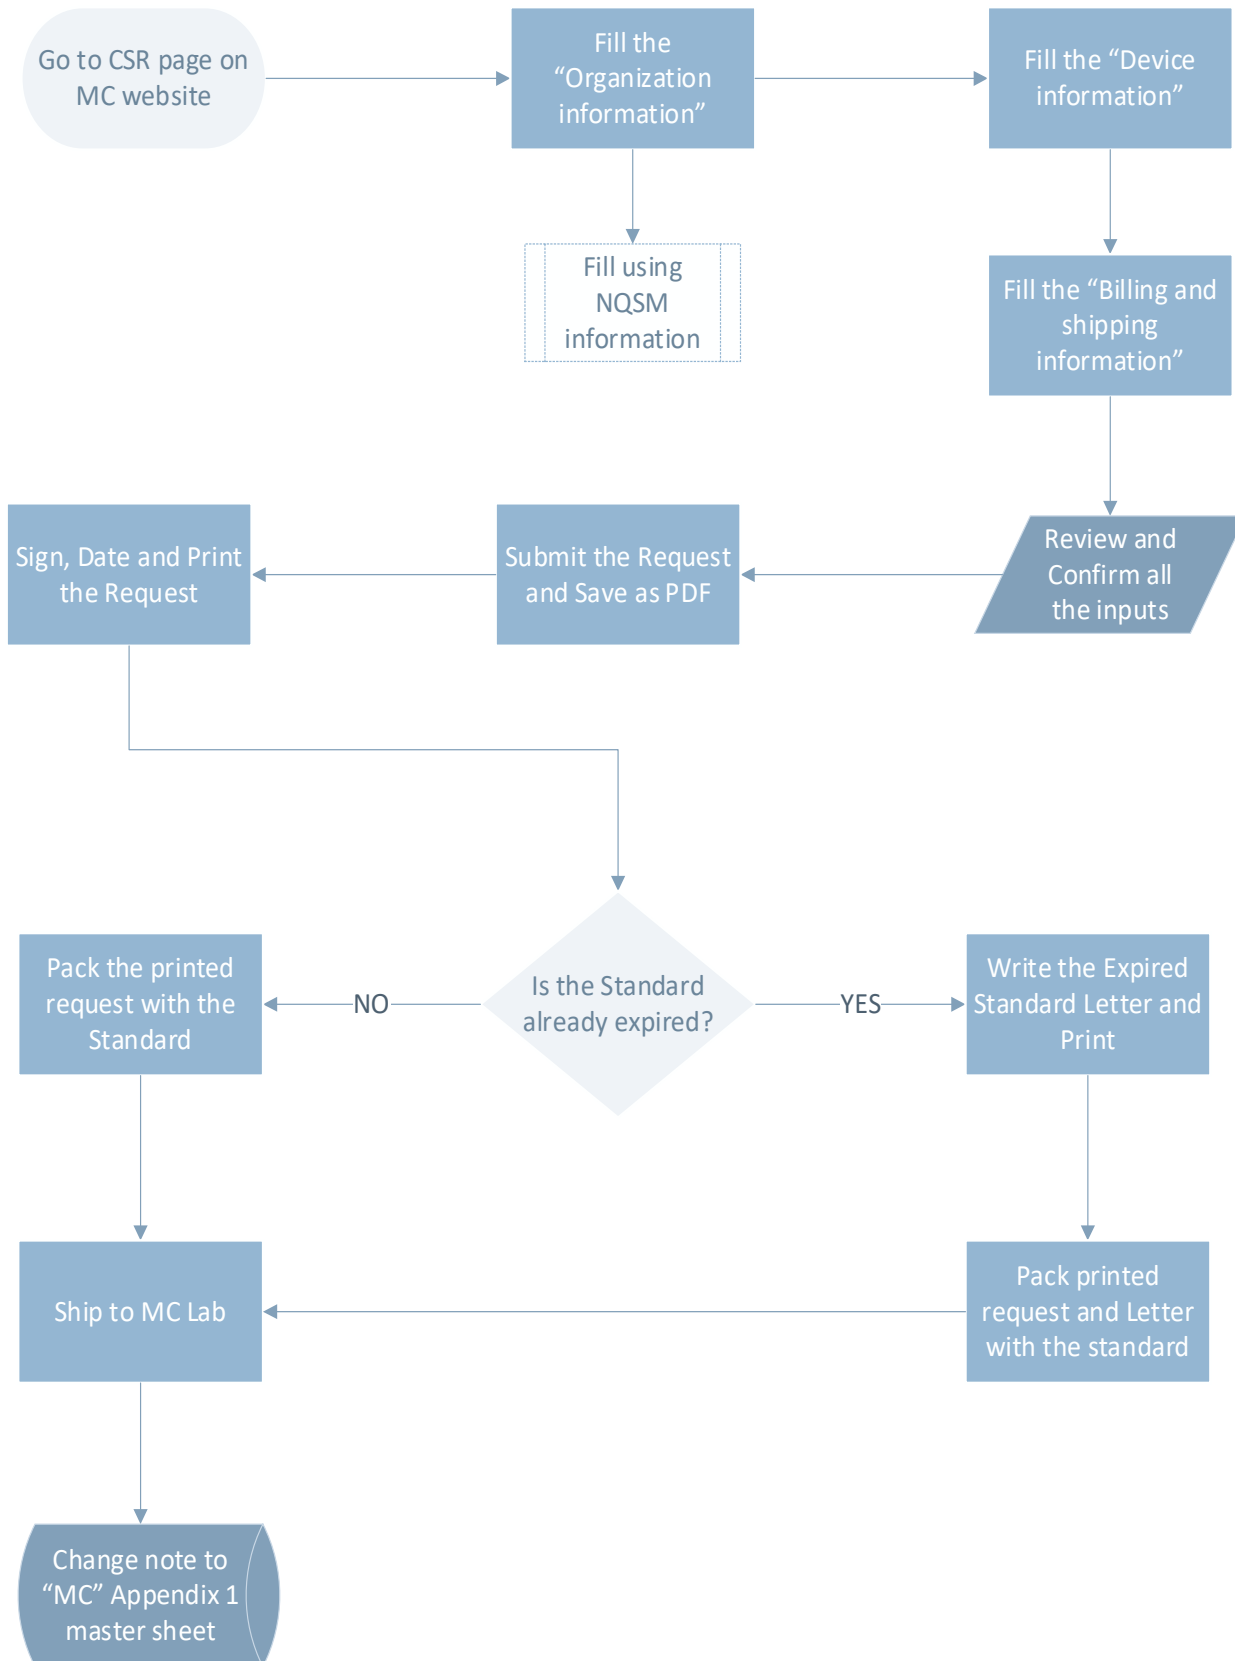 Go to CSR page on
MC website
Fill the
“Organization
information”
Fill the “Device
information”
Fill using
NQSM
information
Fill the “Billing and
shipping
information”
Sign, Date and Print
the Request
Submit the Request
and Save as PDF
Review and
Confirm all
the inputs
Pack the printed
request with the
Standard
NO
Is the Standard
already expired?
YES
Write the Expired
Standard Letter and
Print
Ship to MC Lab
Pack printed
request and Letter
with the standard
Change note to
“MC” Appendix 1
master sheet